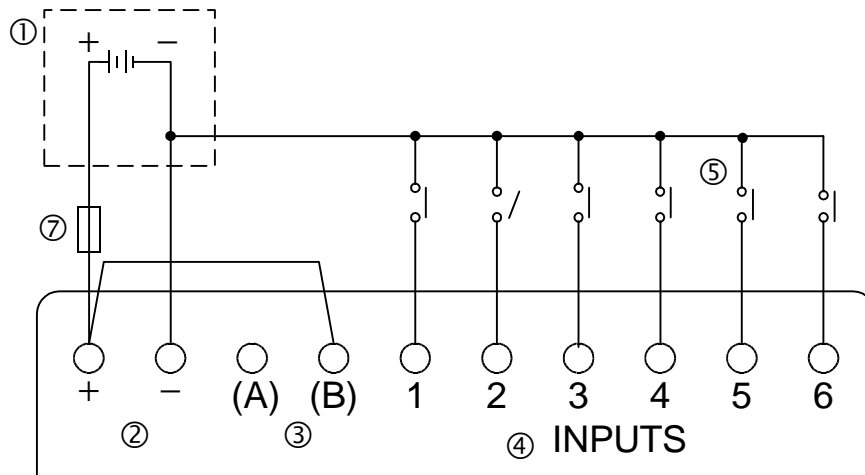 ① + −
⑤
⑦
(A) (B) 1 2 3 4 5 6
+ −
② ③ ④ INPUTS